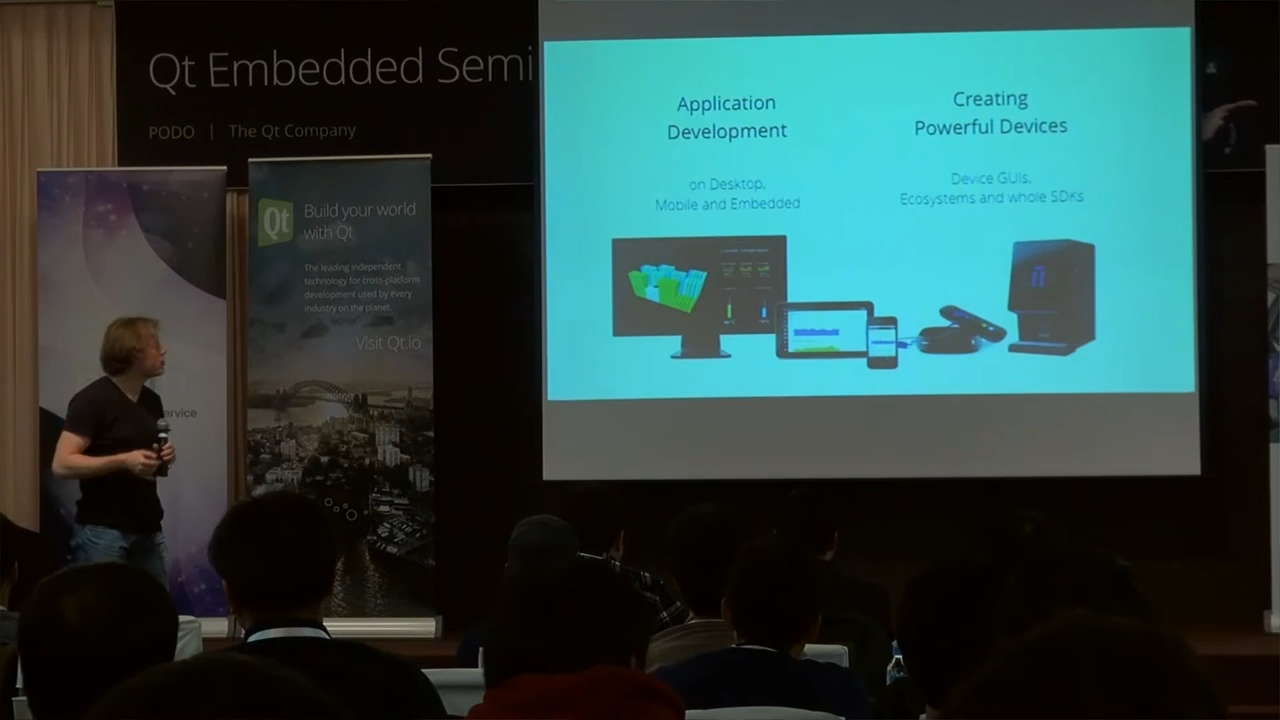 Qt Embedded Semi
PODO | The Qt Company
Qt
Build your world
with Qt
The leading independent
technology for cross-platform
development used by every
industry on the planet.
Visit Qt.io
ervice
Application
Development
on Desktop,
Mobile and Embedded
Creating
Powerful Devices
Device GUIs,
Ecosystems and whole SDKs